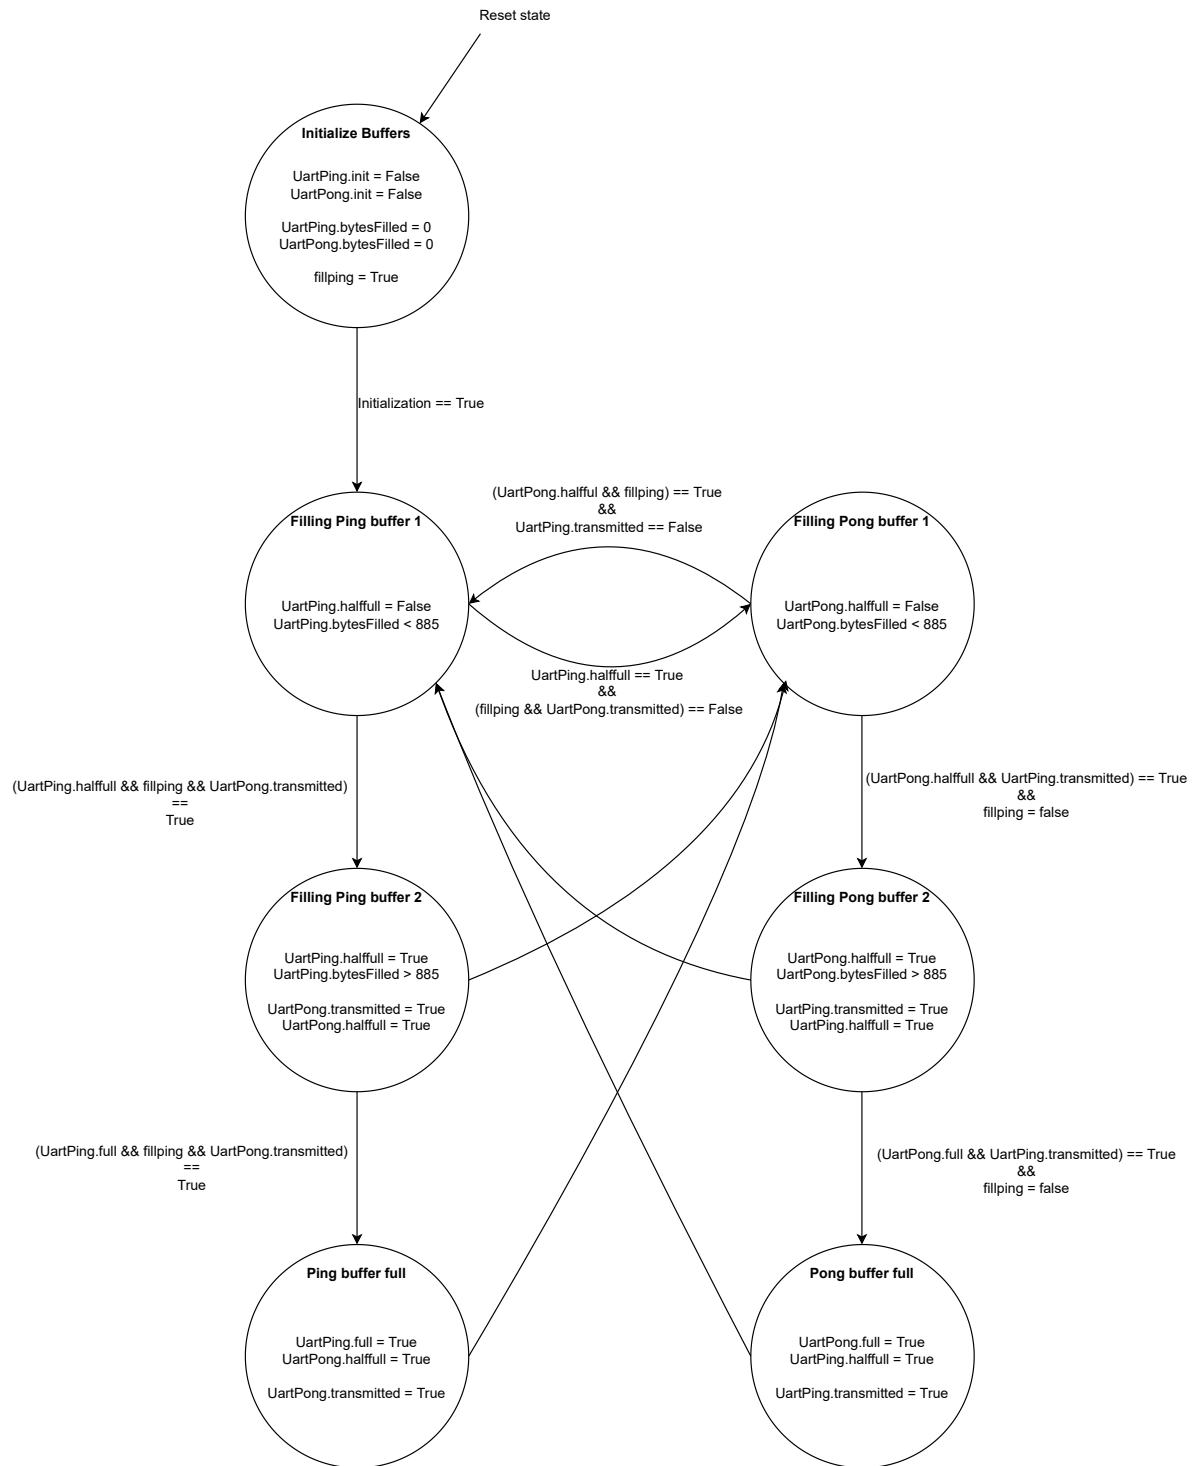 Reset state
Initialize Buffers
UartPing.init = False
UartPong.init = False
UartPing.bytesFilled = 0
UartPong.bytesFilled = 0
fillping = True
Initialization == True
(UartPong.halfful && fillping) == True
&&
UartPing.transmitted == False
Filling Ping buffer 1
UartPing.halffull = False
UartPing.bytesFilled < 885
Filling Pong buffer 1
UartPong.halffull = False
UartPong.bytesFilled < 885
UartPing.halffull == True
&&
(fillping && UartPong.transmitted) == False
(UartPing.halffull && fillping && UartPong.transmitted)
==
True
(UartPong.halffull && UartPing.transmitted) == True
&&
fillping = false
Filling Ping buffer 2
UartPing.halffull = True
UartPing.bytesFilled > 885
UartPong.transmitted = True
UartPong.halffull = True
Filling Pong buffer 2
UartPong.halffull = True
UartPong.bytesFilled > 885
UartPing.transmitted = True
UartPing.halffull = True
(UartPing.full && fillping && UartPong.transmitted)
==
True
(UartPong.full && UartPing.transmitted) == True
&&
fillping = false
Ping buffer full
UartPing.full = True
UartPong.halffull = True
UartPong.transmitted = True
Pong buffer full
UartPong.full = True
UartPing.halffull = True
UartPing.transmitted = True